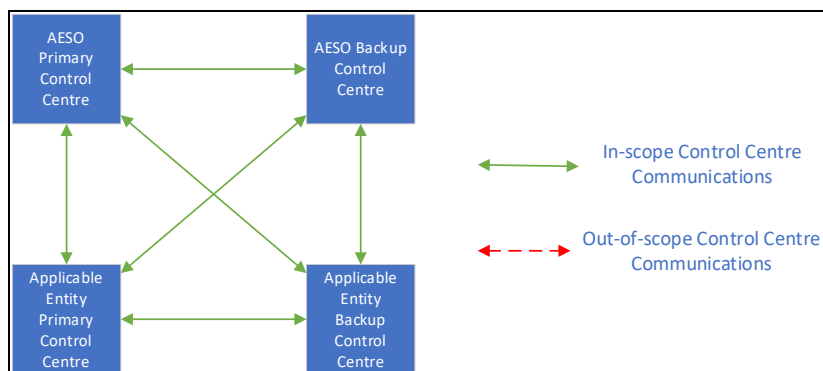 AESO
Primary
Control
Centre
AESO Backup
Control
Centre
In-scope Control Centre
Communications
Out-of-scope Control Centre
Communications
Applicable
Entity
Primary
Control
Centre
Applicable
Entity
Backup
Control
Centre